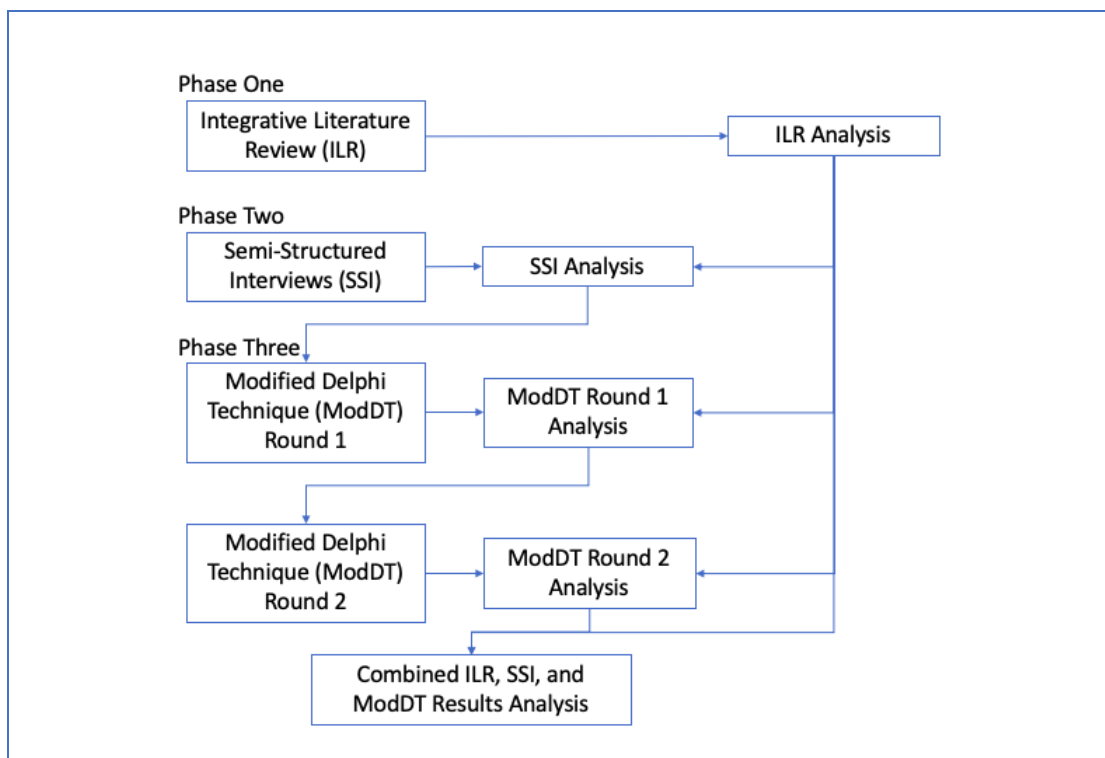 Phase One
Integrative Literature
Review (ILR)
ILR Analysis
Phase Two
Semi-Structured
Interviews (SSI)
SSI Analysis
Phase Three
Modified Delphi
Technique (ModDT)
Round 1
ModDT Round 1
Analysis
Modified Delphi
Technique (ModDT)
Round 2
ModDT Round 2
Analysis
Combined ILR, SSI, and
ModDT Results Analysis